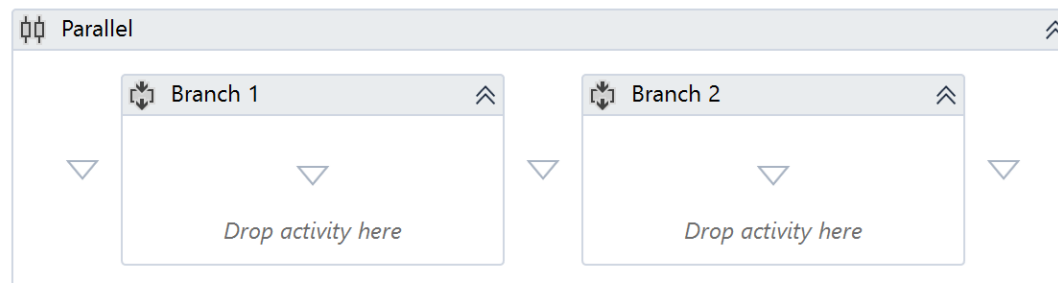 Parallel
Branch 1
Branch 2
Drop activity here
Drop activity here